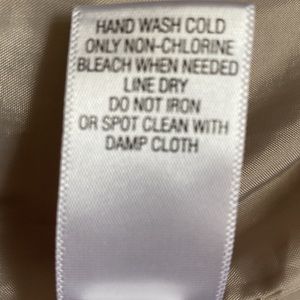 HAND WASH COLD
ONLY NON-CHLORINE
BLEACH WHEN NEEDED
LINE DRY
DO NOT IRON
OR SPOT CLEAN WITH
DAMP CLOTH